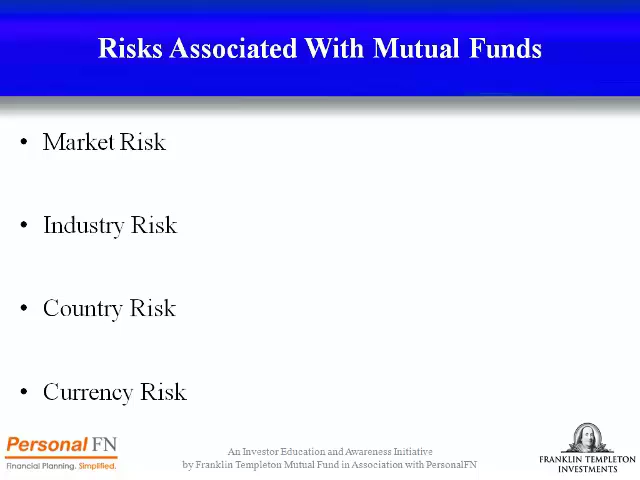 Risks Associated With Mutual Funds
• Market Risk
• Industry Risk
• Country Risk
• Currency Risk
Personal FN
Financial Planning. Simplified.
An Investor Education and Awareness Initiative
by Franklin Templeton Mutual Fund in Association with PersonalFN
FRANKLIN TEMPLETON
INVESTMENTS